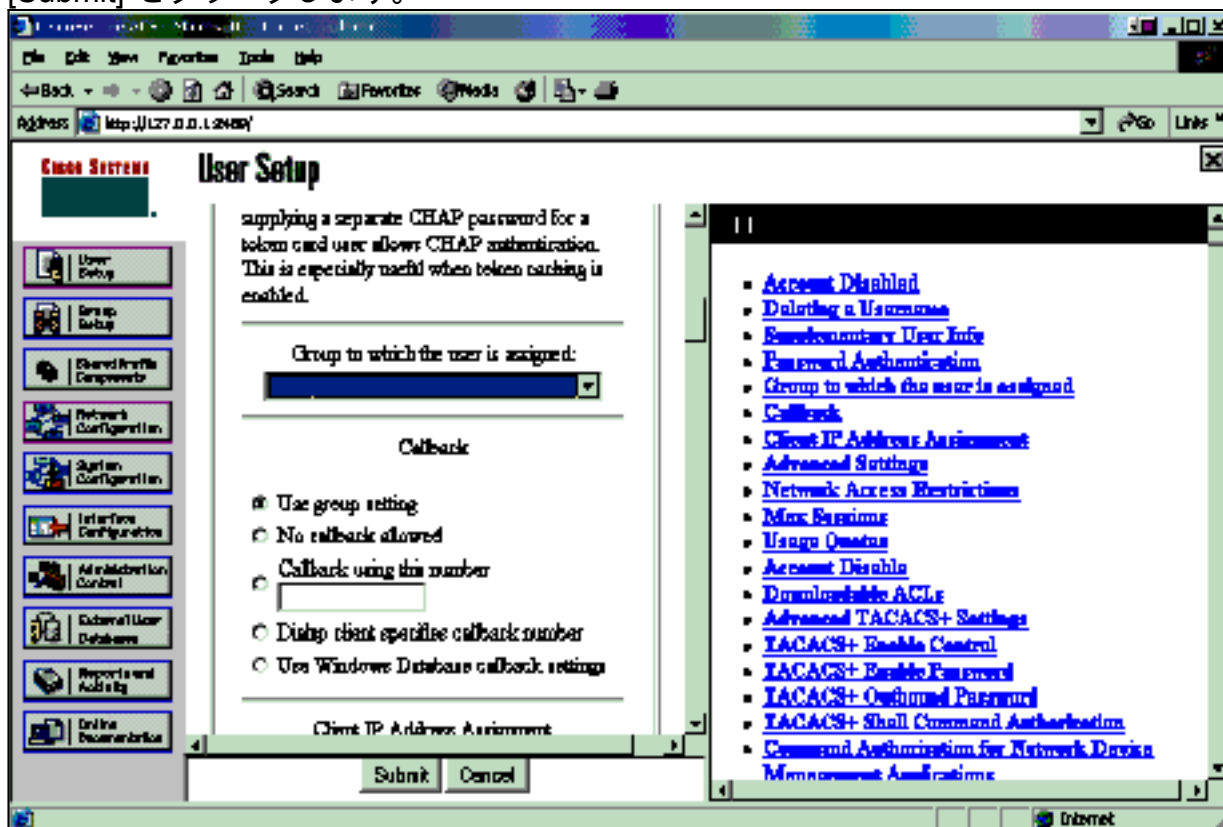 [Submit] をクリックします。
File Edit View Favorites Tools Help
Back Search Favorites Media
Address http://127.0.0.1:2489/ Go Links
CISCO SYSTEMS
User Setup
User Setup
Group Setup
Shared Profile Components
Network Configuration
System Configuration
Interface Configuration
Administration Control
External User Databases
Reports and Activity
Online Documentation
supplying a separate CHAP password for a
token card user allows CHAP authentication.
This is especially useful when token caching is
enabled.
Group to which the user is assigned:
Callback
Use group setting
No callback allowed
Callback using this number
Dialup client specifies callback number
Use Windows Database callback settings
Client IP Address Assignment
Submit Cancel
Account Disabled
Deleting a Username
Supplementary User Info
Password Authentication
Group to which the user is assigned
Callback
Client IP Address Assignment
Advanced Settings
Network Access Restrictions
Max Sessions
Usage Quotas
Account Disable
Downloadable ACLs
Advanced TACACS+ Settings
TACACS+ Enable Control
TACACS+ Enable Password
TACACS+ Outbound Password
TACACS+ Shell Command Authorization
Command Authorization for Network Device
Management Applications
Internet